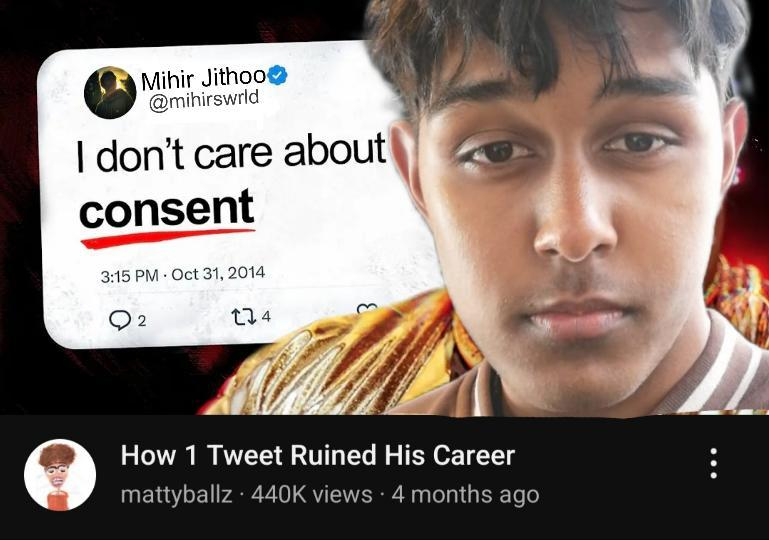 Mihir Jithoo
@mihirswrld
I don't care about
consent
3:15 PM · Oct 31, 2014
2
4
How 1 Tweet Ruined His Career
mattyballz · 440K views · 4 months ago